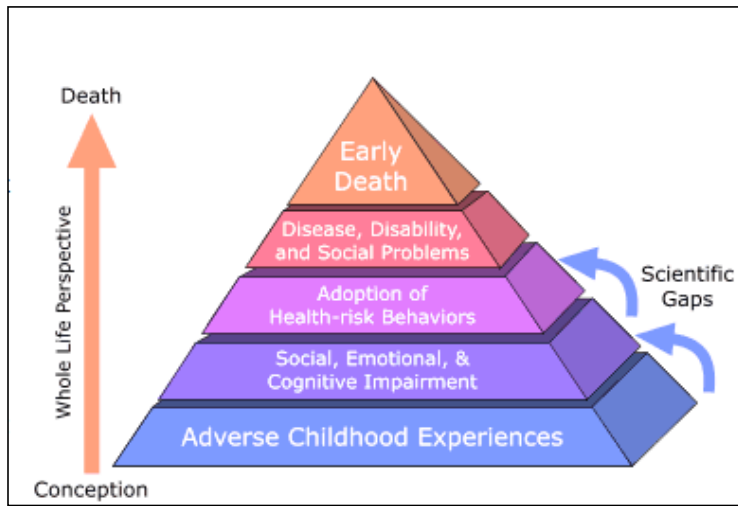 Death
Whole Life Perspective
Conception
Early
Death
Disease, Disability,
and Social Problems
Adoption of
Health-risk Behaviors
Social, Emotional, &
Cognitive Impairment
Adverse Childhood Experiences
Scientific
Gaps